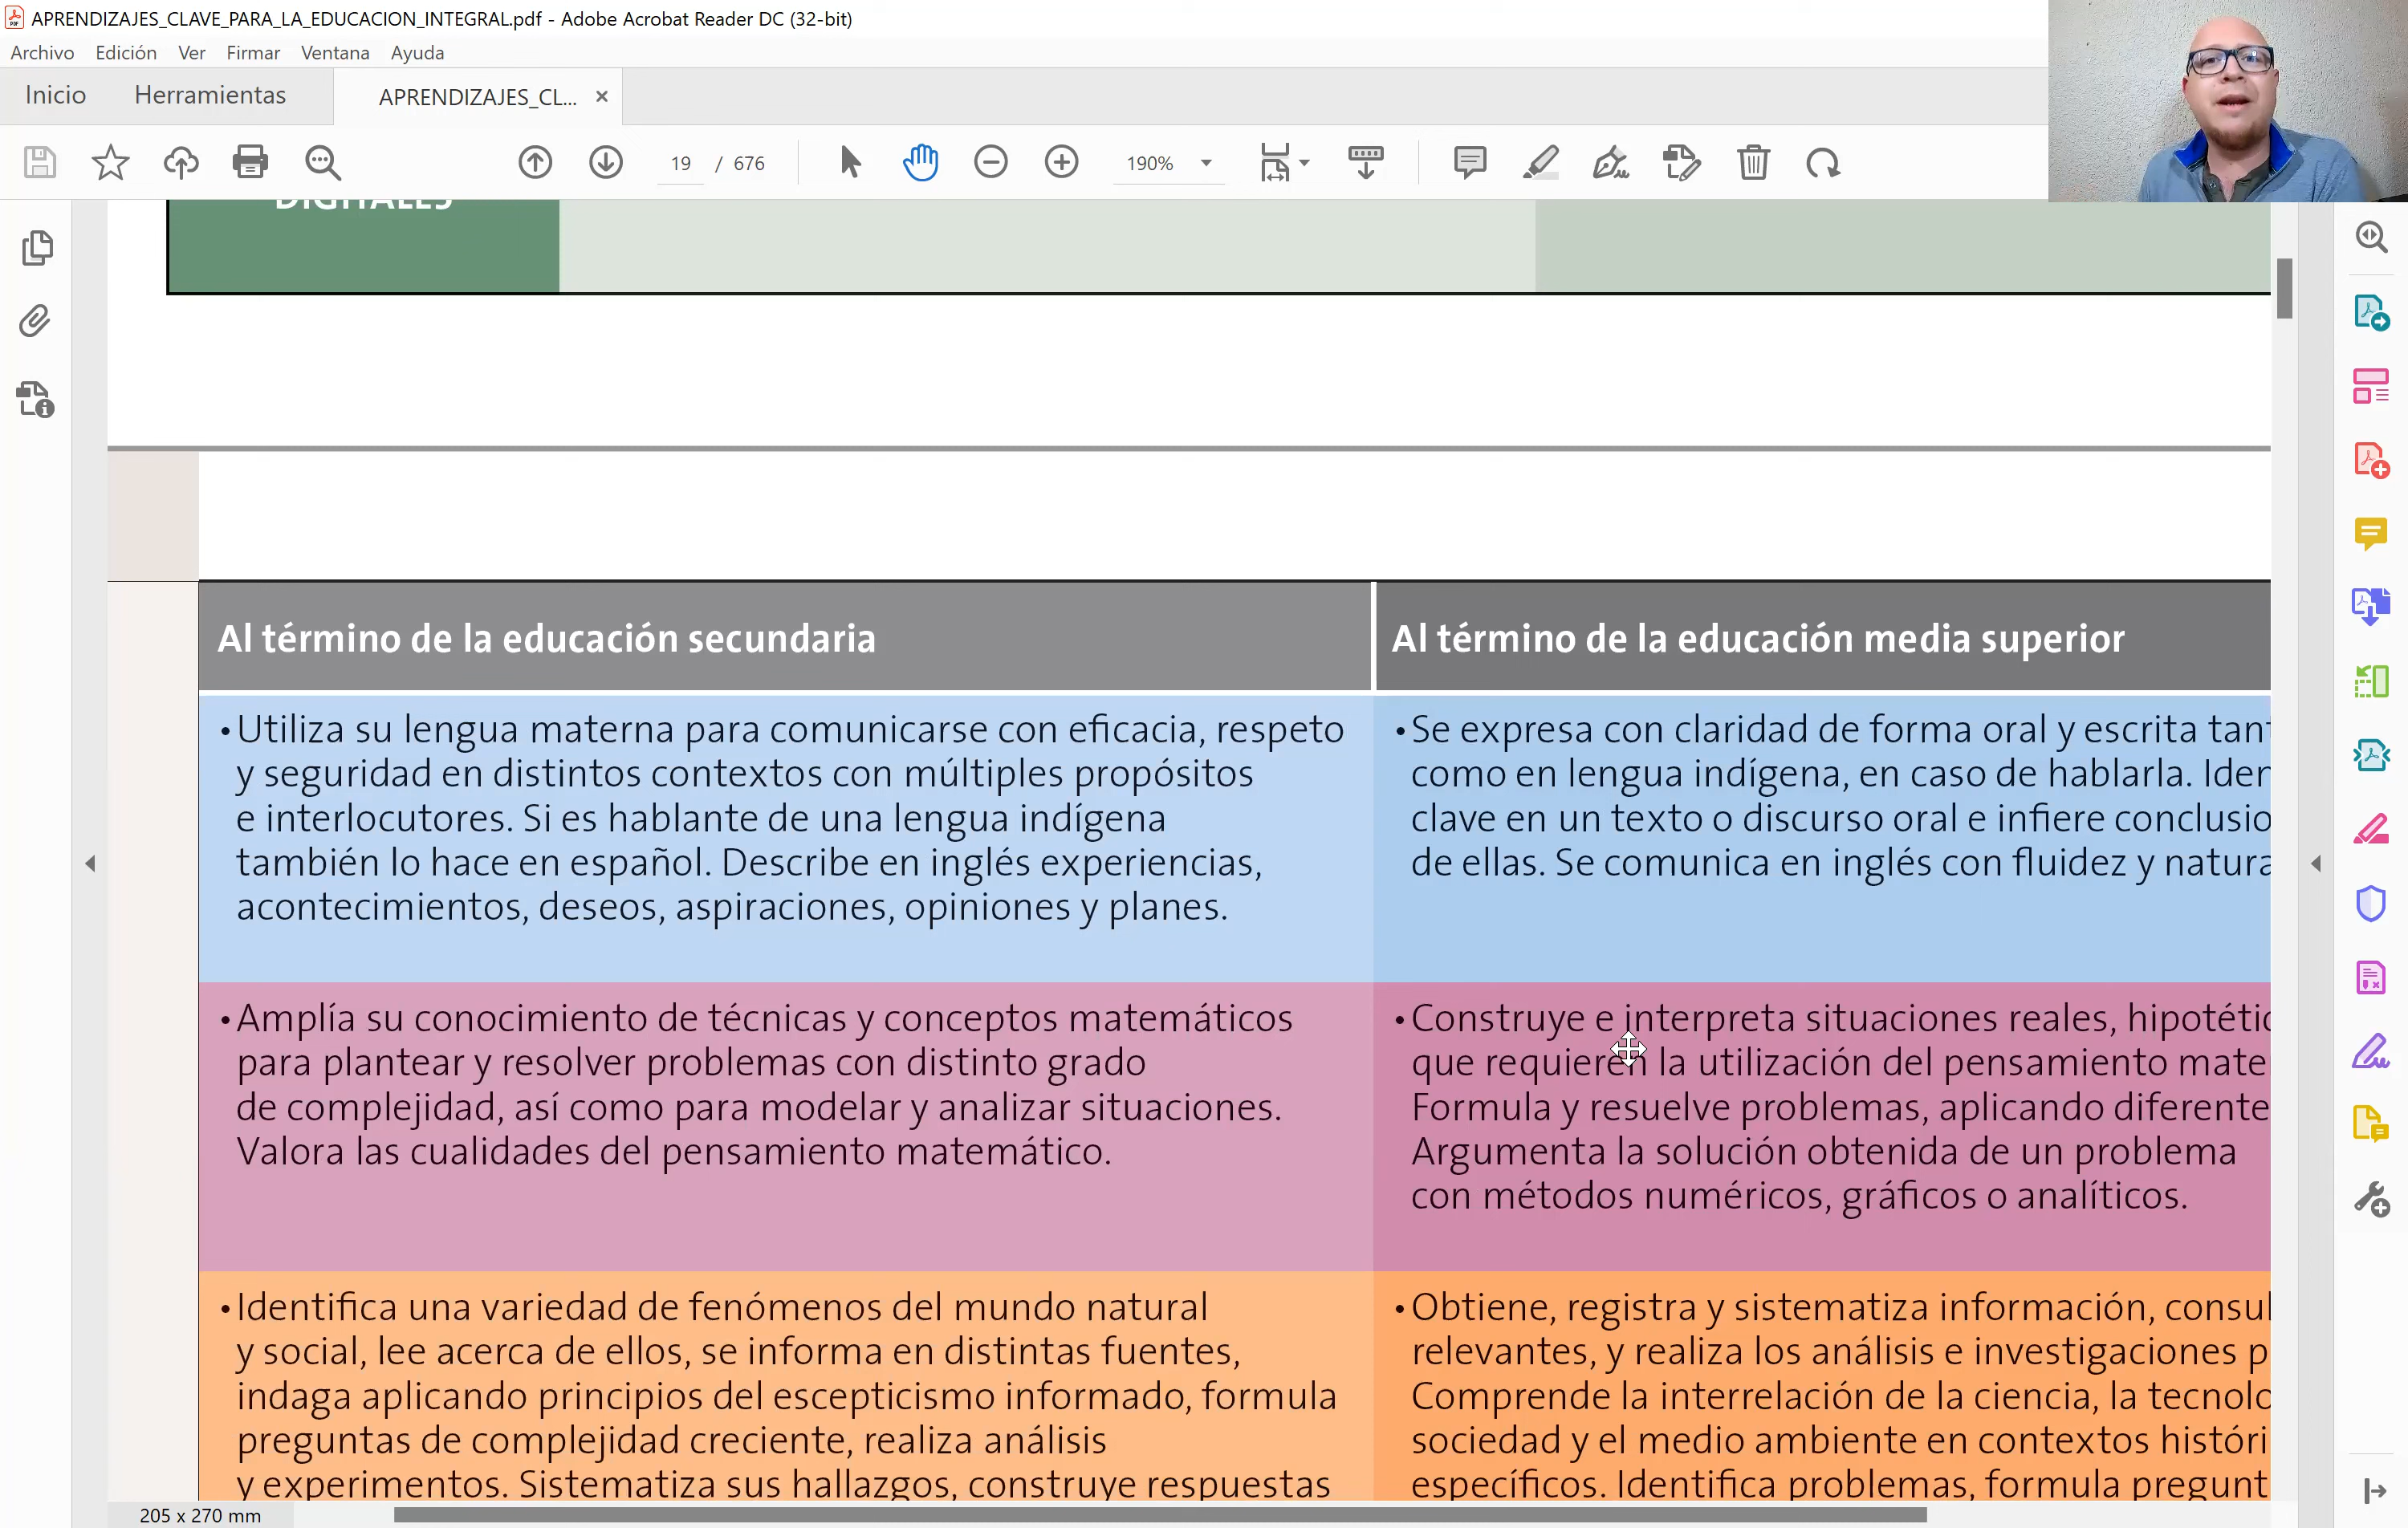 APRENDIZAJES_CLAVE_PARA_LA_EDUCACION_INTEGRAL.pdf - Adobe Acrobat Reader DC (32-bit)
Archivo Edición Ver Firmar Ventana Ayuda
Inicio Herramientas APRENDIZAJES_CL...
19 / 676 190%
DIGITALES
Al término de la educación secundaria
• Utiliza su lengua materna para comunicarse con eficacia, respeto
y seguridad en distintos contextos con múltiples propósitos
e interlocutores. Si es hablante de una lengua indígena
también lo hace en español. Describe en inglés experiencias,
acontecimientos, deseos, aspiraciones, opiniones y planes.
• Amplía su conocimiento de técnicas y conceptos matemáticos
para plantear y resolver problemas con distinto grado
de complejidad, así como para modelar y analizar situaciones.
Valora las cualidades del pensamiento matemático.
• Identifica una variedad de fenómenos del mundo natural
y social, lee acerca de ellos, se informa en distintas fuentes,
indaga aplicando principios del escepticismo informado, formula
preguntas de complejidad creciente, realiza análisis
y experimentos. Sistematiza sus hallazgos, construye respuestas
Al término de la educación media superior
• Se expresa con claridad de forma oral y escrita tan
como en lengua indígena, en caso de hablarla. Iden
clave en un texto o discurso oral e infiere conclusio
de ellas. Se comunica en inglés con fluidez y natura
• Construye e interpreta situaciones reales, hipotétic
que requieren la utilización del pensamiento mate
Formula y resuelve problemas, aplicando diferente
Argumenta la solución obtenida de un problema
con métodos numéricos, gráficos o analíticos.
• Obtiene, registra y sistematiza información, consul
relevantes, y realiza los análisis e investigaciones p
Comprende la interrelación de la ciencia, la tecnolo
sociedad y el medio ambiente en contextos históri
específicos. Identifica problemas, formula pregunt
205 x 270 mm